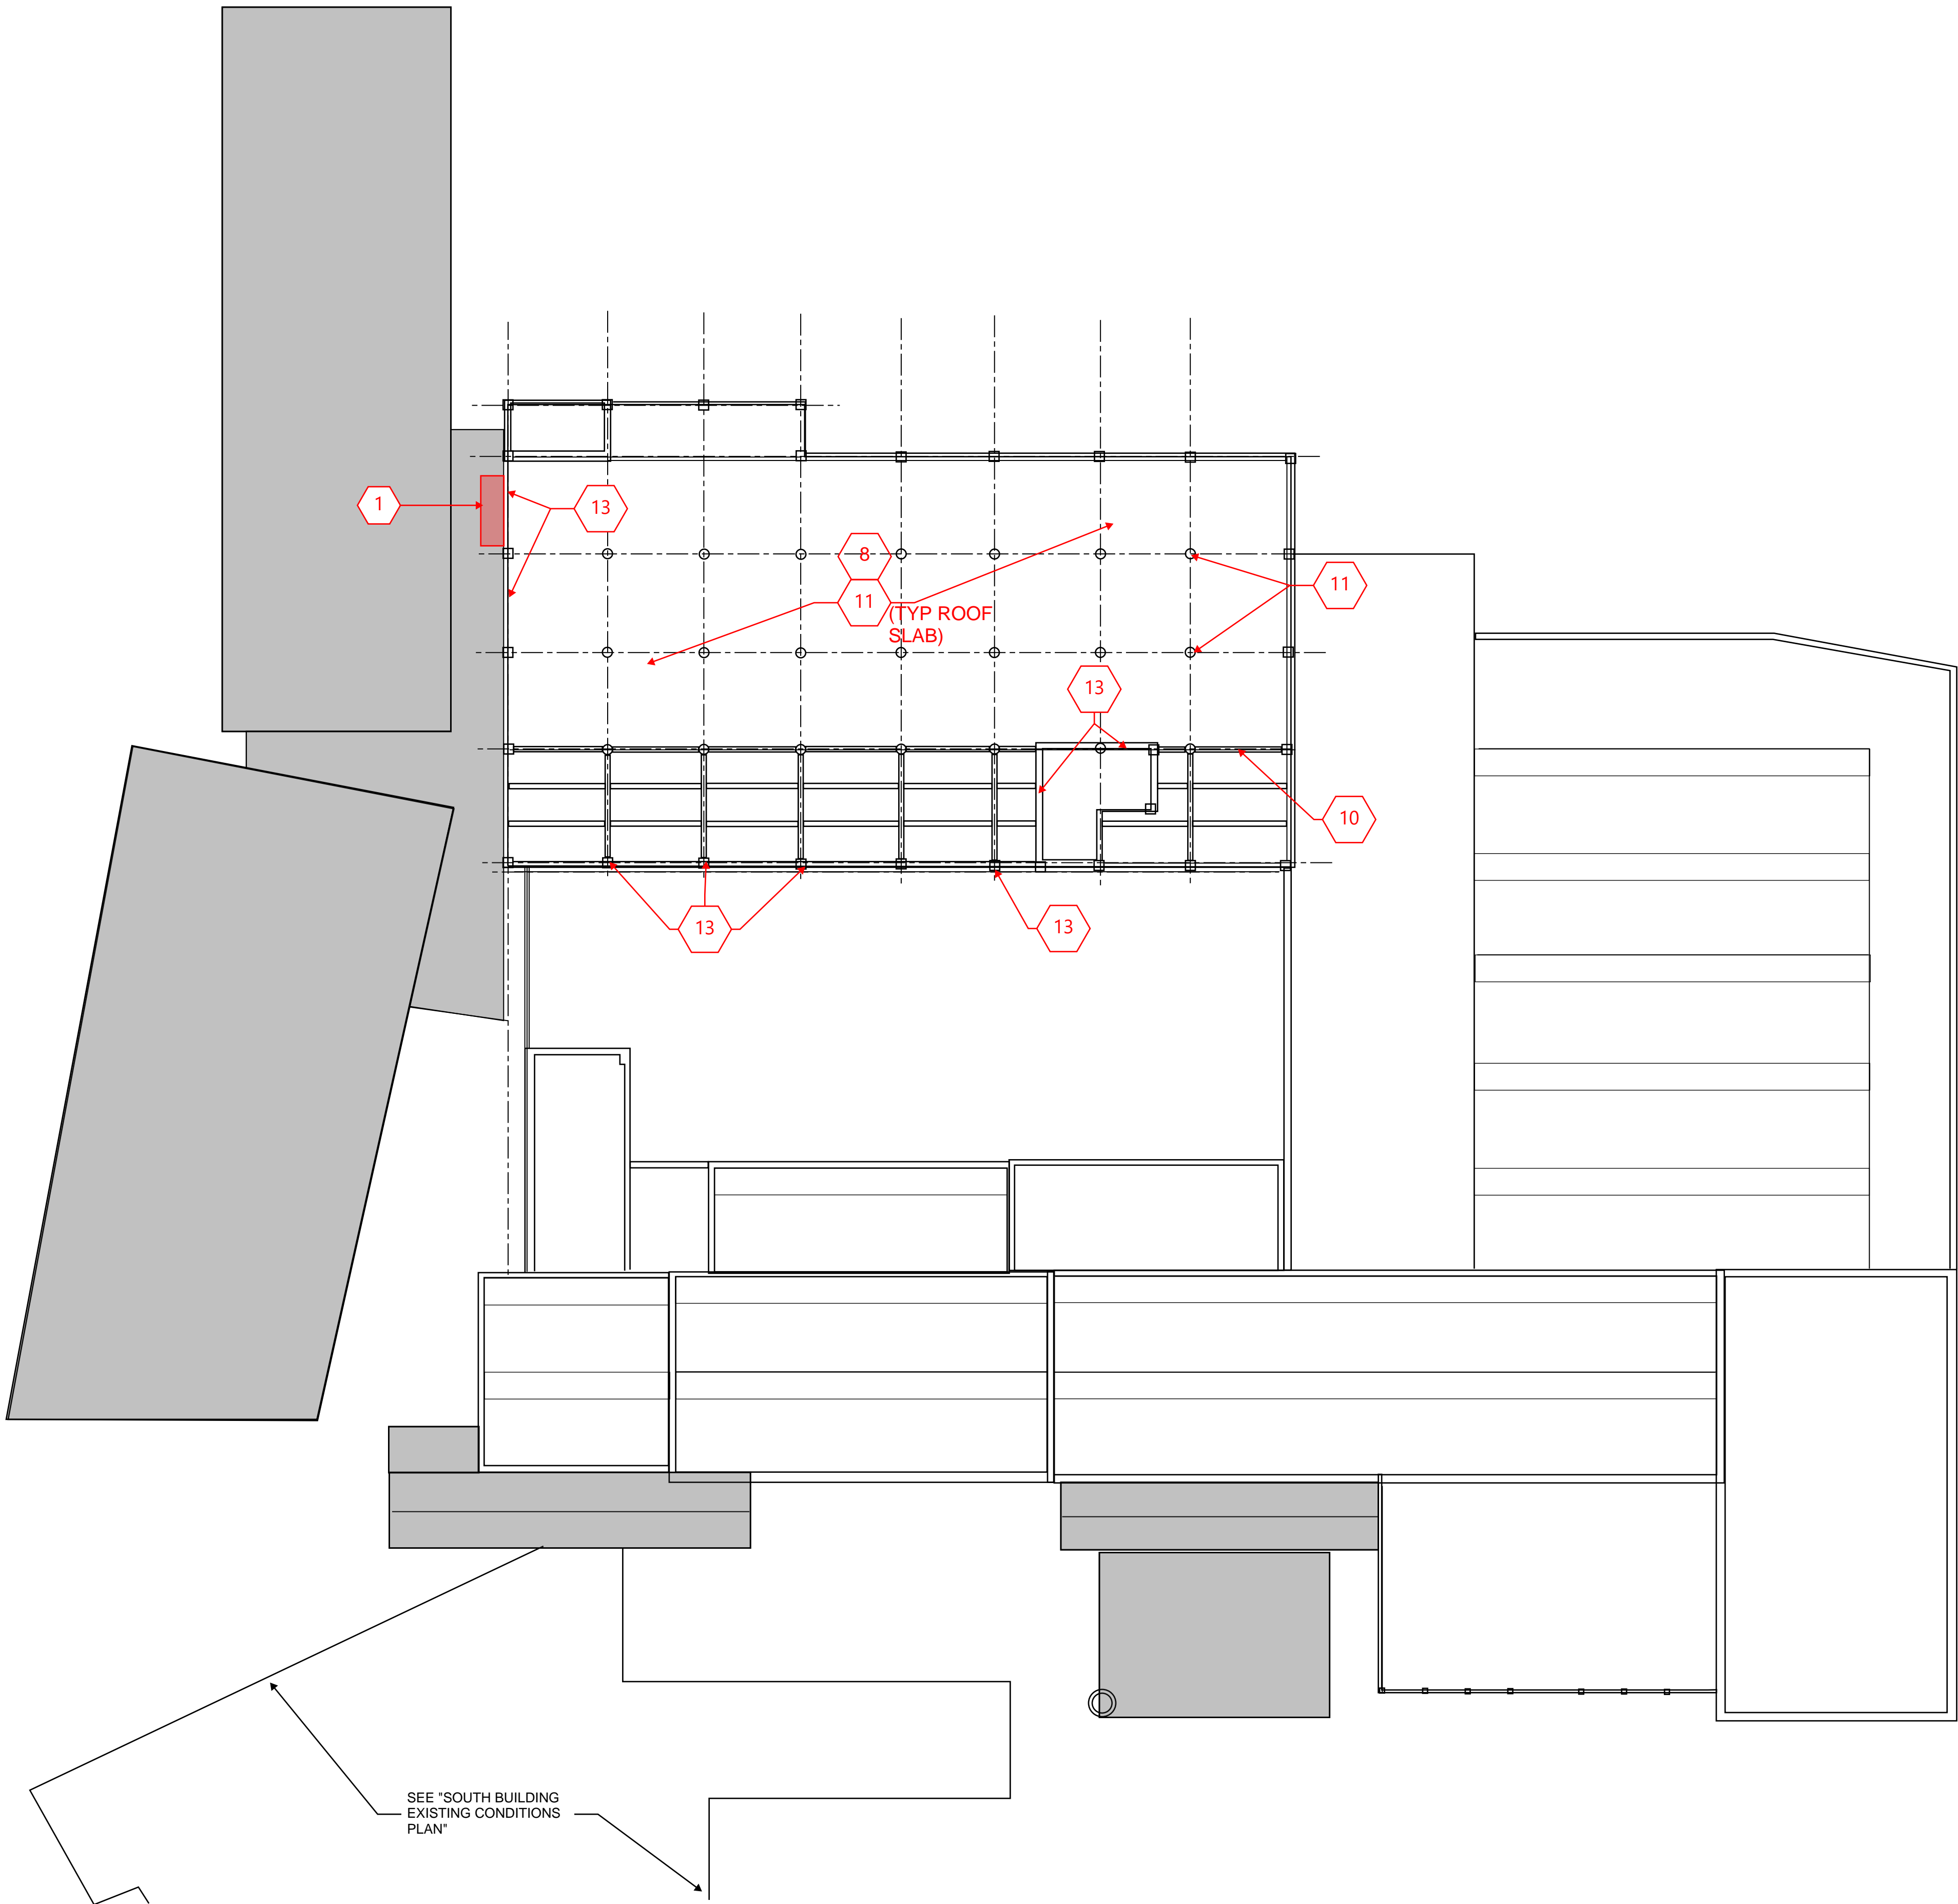 1
13
8
11
(TYP ROOF
SLAB)
11
13
10
13
13
SEE "SOUTH BUILDING
EXISTING CONDITIONS
PLAN"